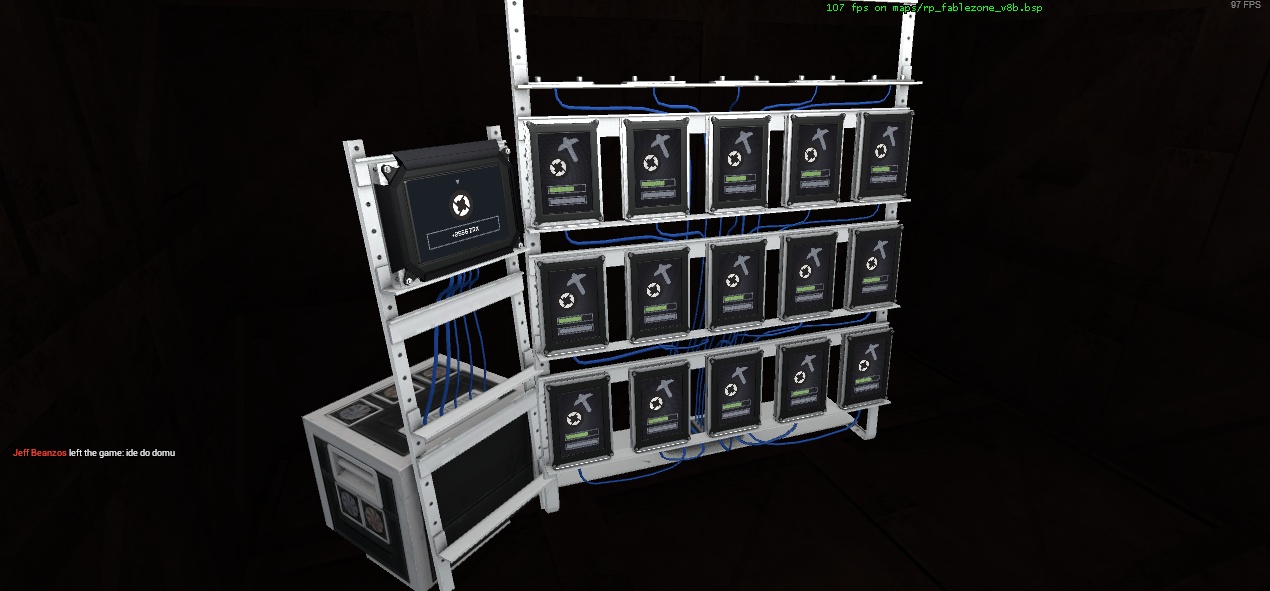 107 fps on maps/rp_fablezone_v8b.bsp
97 FPS
Jeff Beanzos left the game: ide do domu